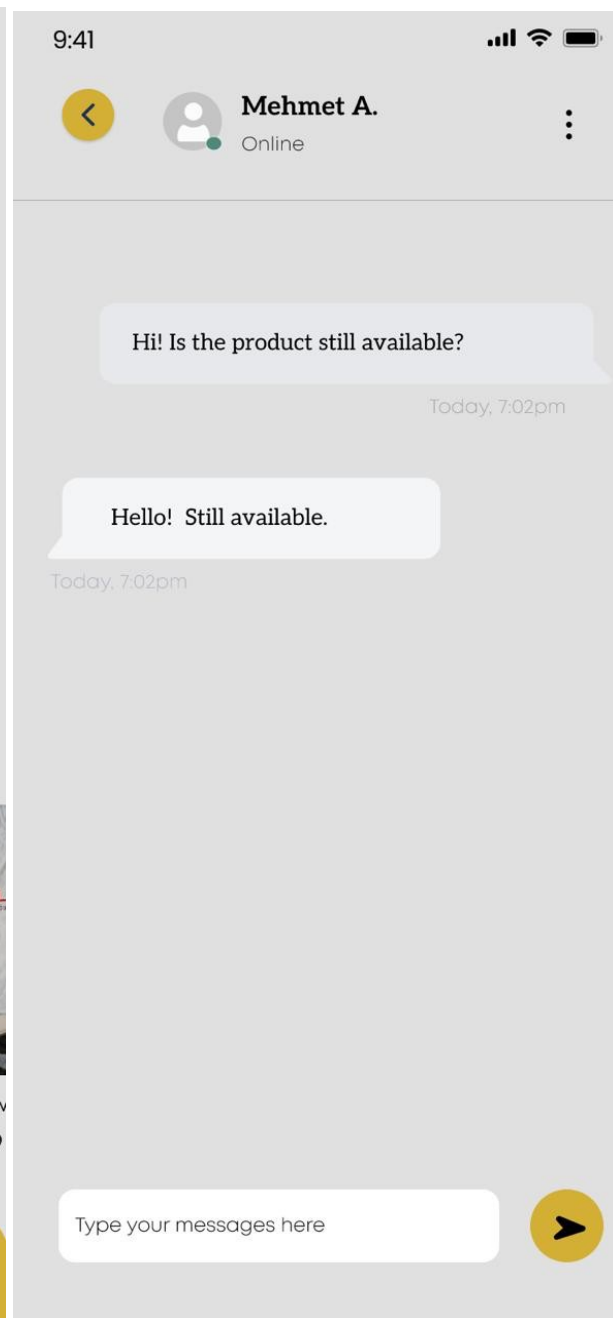 9:41
Mehmet A.
Online
Hi! Is the product still available?
Today, 7:02pm
Hello!  Still available.
Today, 7:02pm
Type your messages here